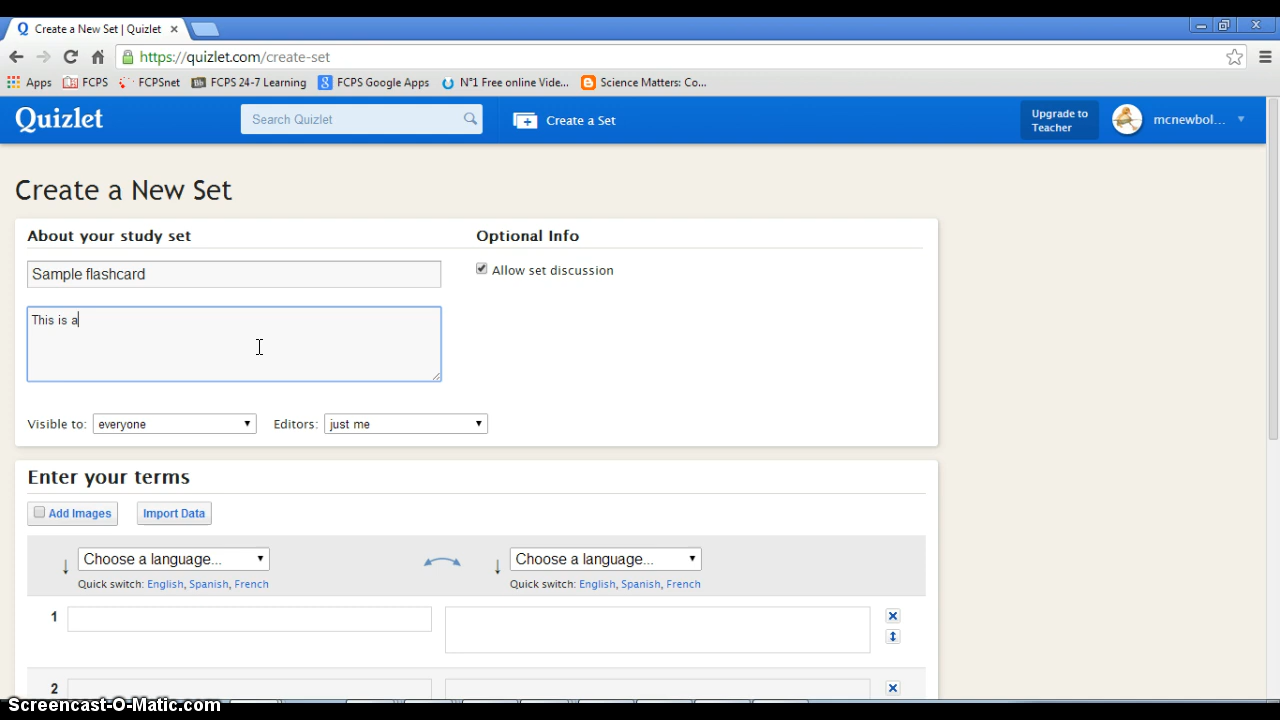 Create a New Set | Quizlet
https://quizlet.com/create-set
Apps FCPS FCPSnet FCPS 24-7 Learning FCPS Google Apps N°1 Free online Vide... Science Matters: Co...
Quizlet Search Quizlet Create a Set Upgrade to Teacher mcnewbol...
Create a New Set
About your study set Optional Info
Sample flashcard Allow set discussion
This is a
Visible to: everyone Editors: just me
Enter your terms
Add Images Import Data
Choose a language... Choose a language...
Quick switch: English, Spanish, French Quick switch: English, Spanish, French
1
2
Screencast-O-Matic.com